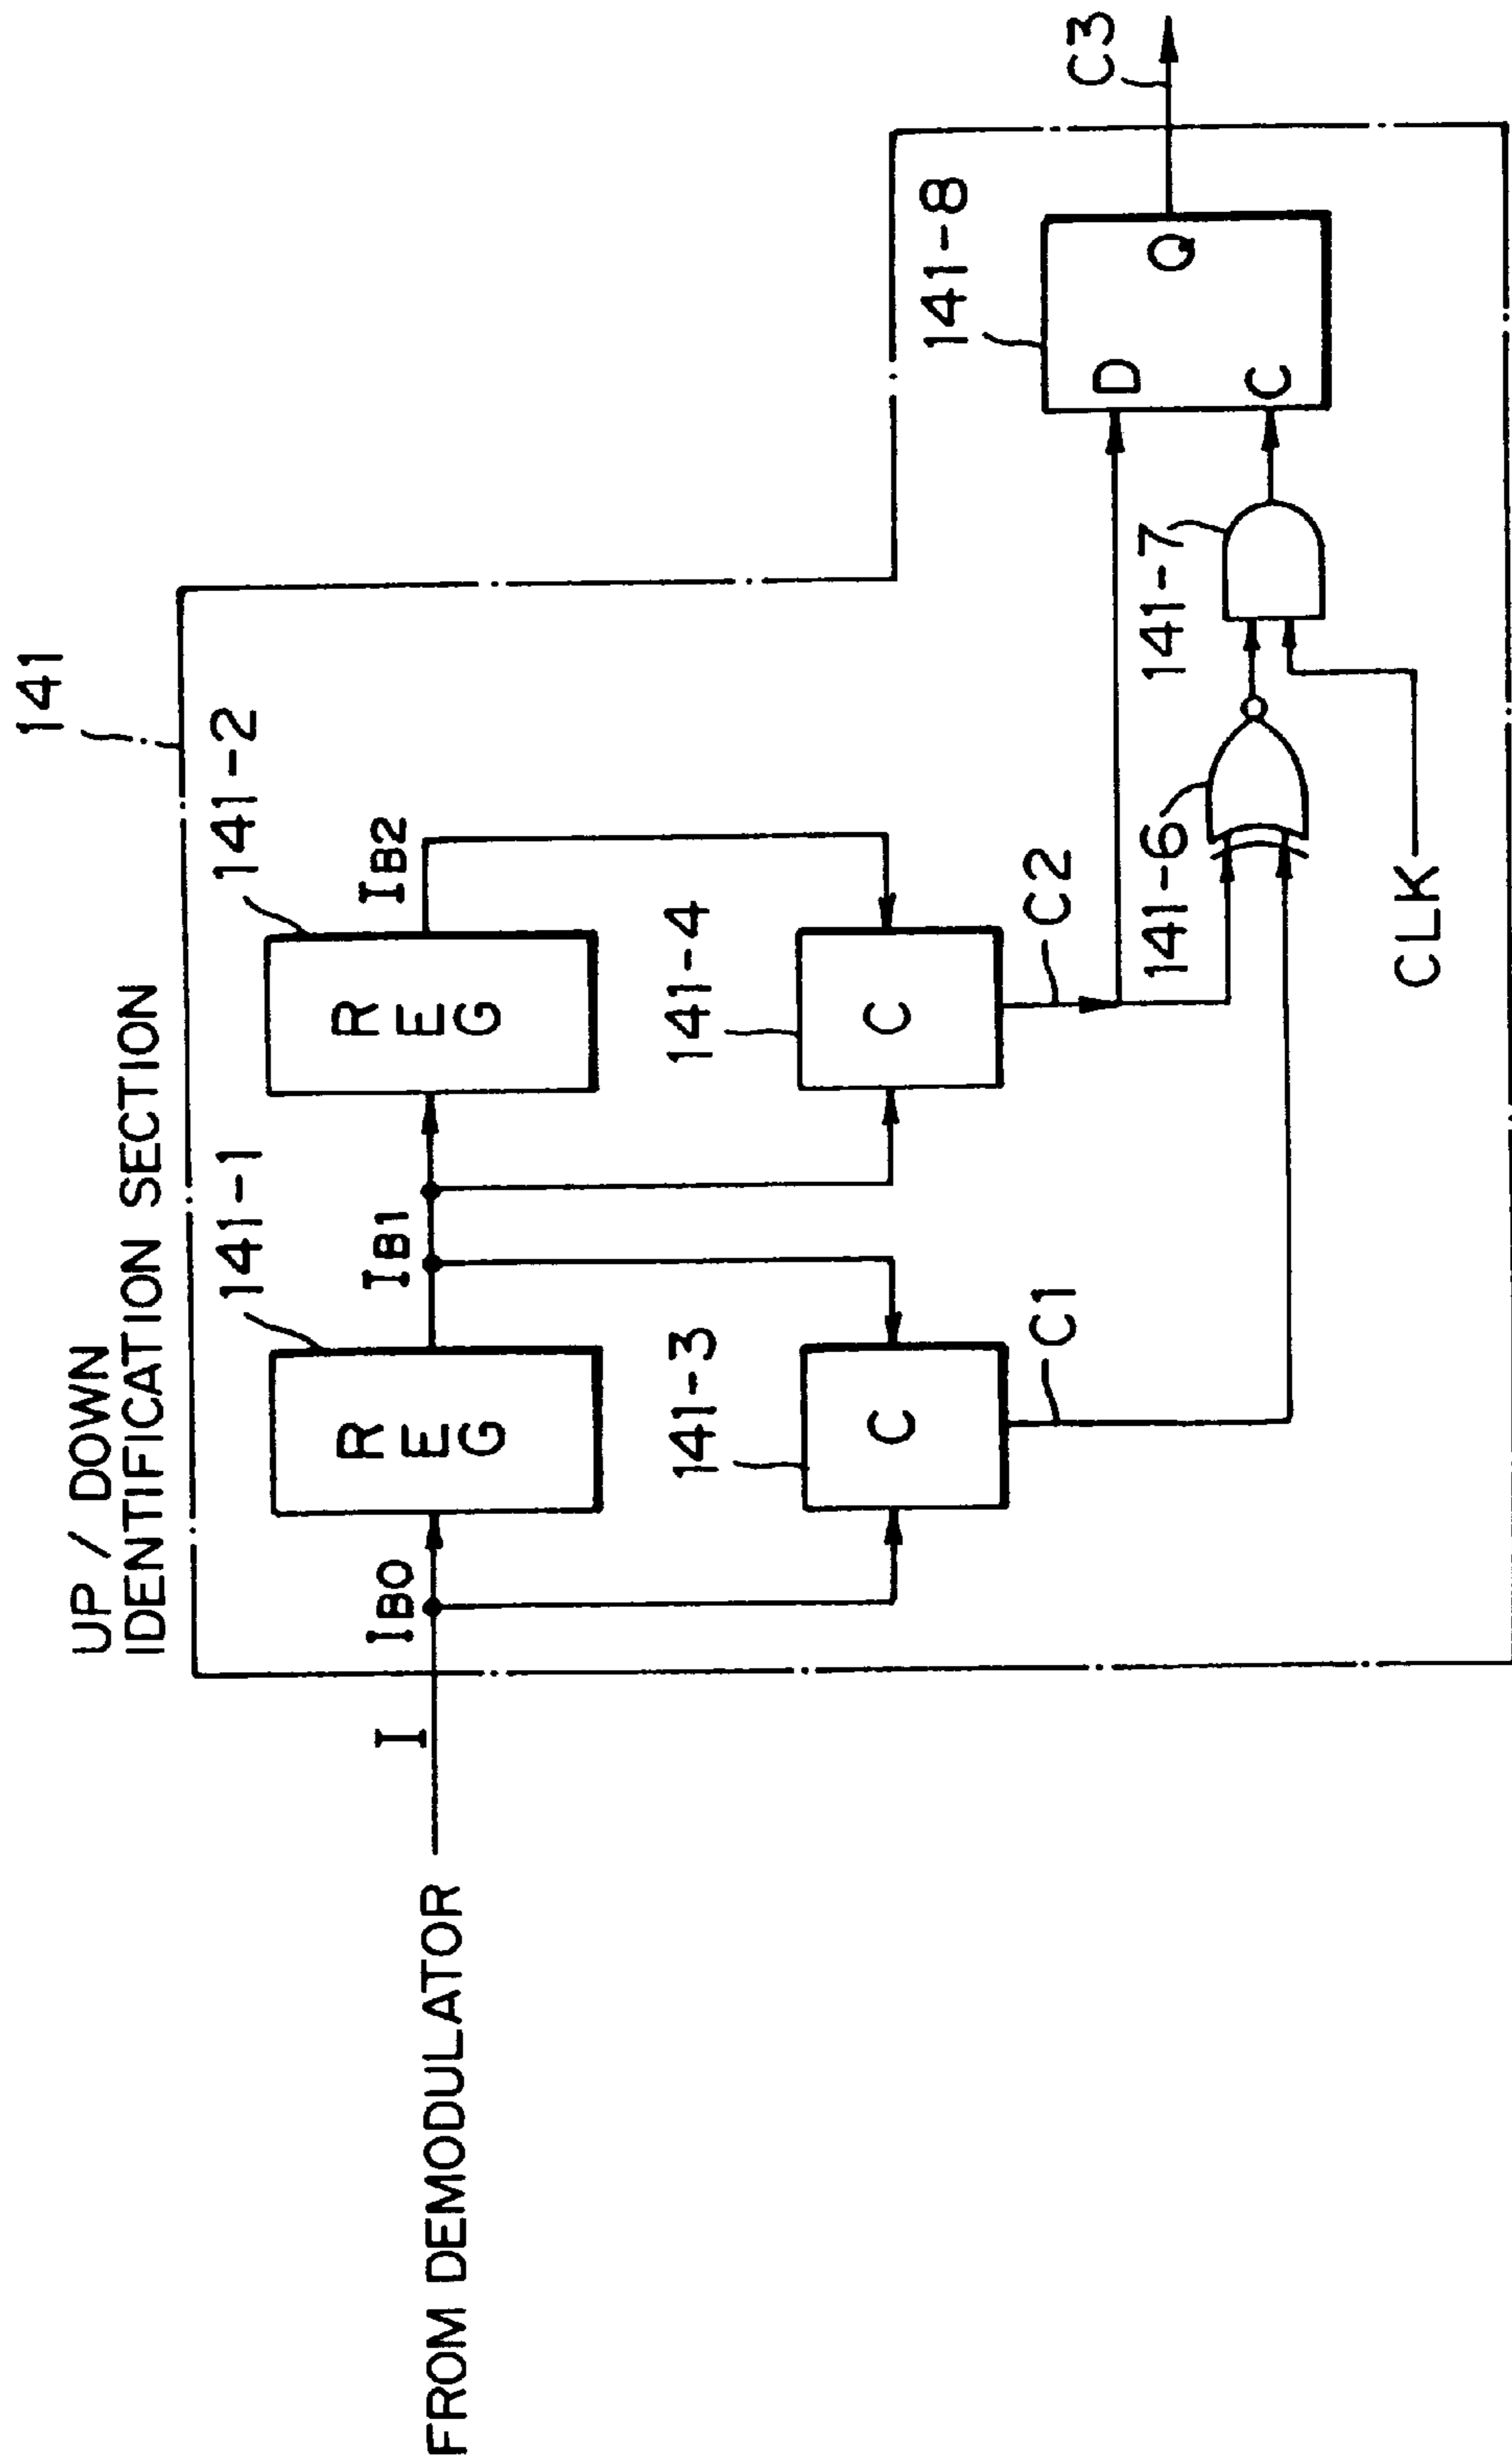 141
UP / DOWN
IDENTIFICATION SECTION
141-1
141-2
FROM DEMODULATOR
I
IB0
REG
IB1
REG
IB2
141-3
C
141-4
C
C1
C2
141-6
141-7
CLK
141-8
D
C
Q
C3